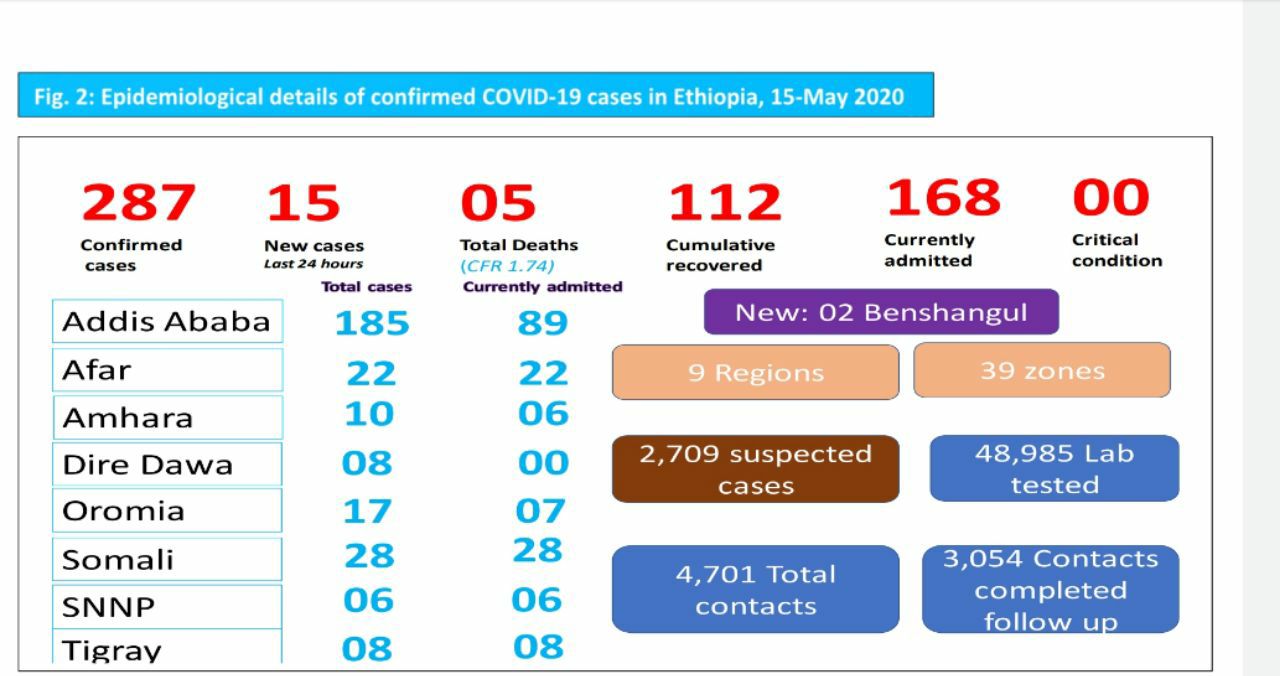 Fig. 2: Epidemiological details of confirmed COVID-19 cases in Ethiopia, 15-May 2020
287 15 05 112 168 00
Confirmed cases
New cases
Last 24 hours
Total Deaths
(CFR 1.74)
Cumulative recovered
Currently admitted
Critical condition
Total cases Currently admitted
Addis Ababa 185 89
Afar 22 22
Amhara 10 06
Dire Dawa 08 00
Oromia 17 07
Somali 28 28
SNNP 06 06
Tigray 08 08
New: 02 Benshangul
9 Regions
39 zones
2,709 suspected
cases
48,985 Lab
tested
4,701 Total
contacts
3,054 Contacts
completed
follow up